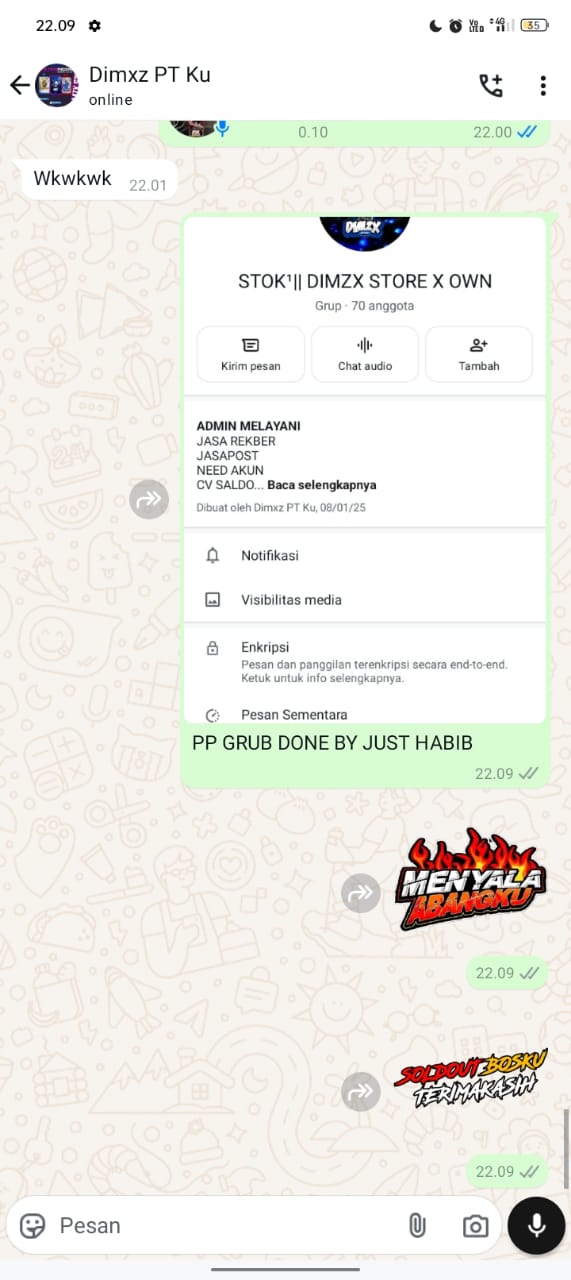 22.09
Vo
LTE D
4G
35
Dimxz PT Ku
online
0.10
22.00
Wkwkwk
22.01
DIMZX
STOK¹|| DIMZX STORE X OWN
Grup · 70 anggota
Kirim pesan
Chat audio
Tambah
ADMIN MELAYANI
JASA REKBER
JASAPOST
NEED AKUN
CV SALDO... Baca selengkapnya
Dibuat oleh Dimxz PT Ku, 08/01/25
Notifikasi
Visibilitas media
Enkripsi
Pesan dan panggilan terenkripsi secara end-to-end.
Ketuk untuk info selengkapnya.
Pesan Sementara
PP GRUB DONE BY JUST HABIB
22.09
MENYALA
ABANGKU
22.09
SOLDOUT BOSKU
TERIMAKASIH
22.09
Pesan